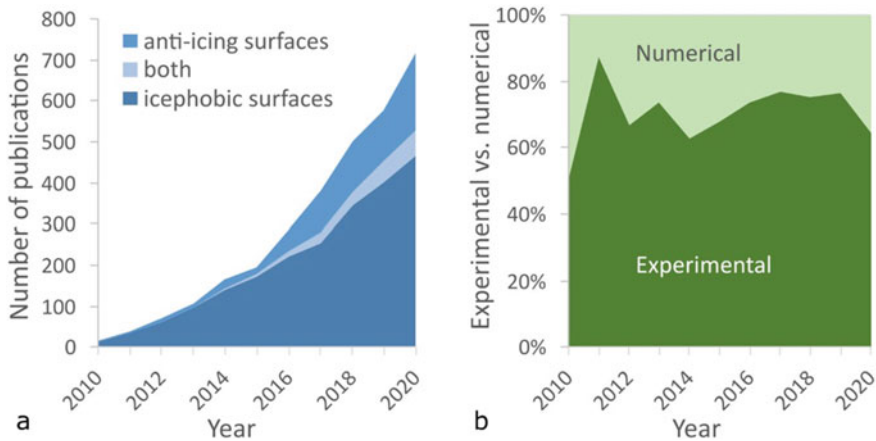 800
700
600
500
400
300
200
100
0
Number of publications
anti-icing surfaces
both
icephobic surfaces
2010
2012
2014
2016
2018
2020
Year
a
100%
80%
60%
40%
20%
0%
Experimental vs. numerical
Numerical
Experimental
2010
2012
2014
2016
2018
2020
Year
b